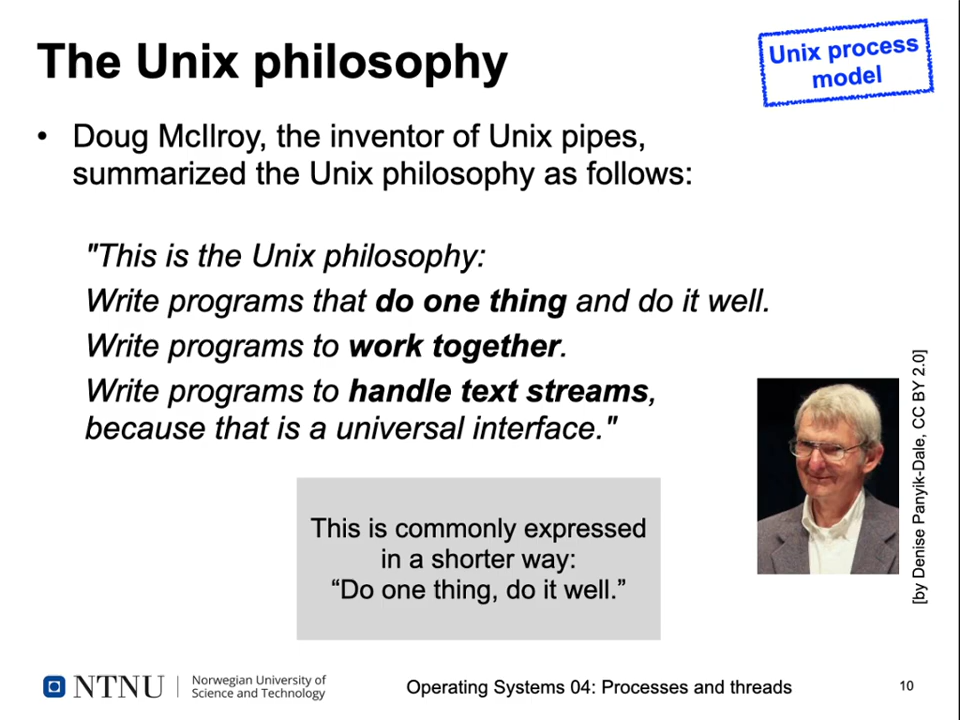 The Unix philosophy
Unix process
model
• Doug McIlroy, the inventor of Unix pipes,
summarized the Unix philosophy as follows:
"This is the Unix philosophy:
Write programs that do one thing and do it well.
Write programs to work together.
Write programs to handle text streams,
because that is a universal interface."
[by Denise Panyik-Dale, CC BY 2.0]
This is commonly expressed
in a shorter way:
“Do one thing, do it well.”
NTNU
Norwegian University of
Science and Technology
Operating Systems 04: Processes and threads
10